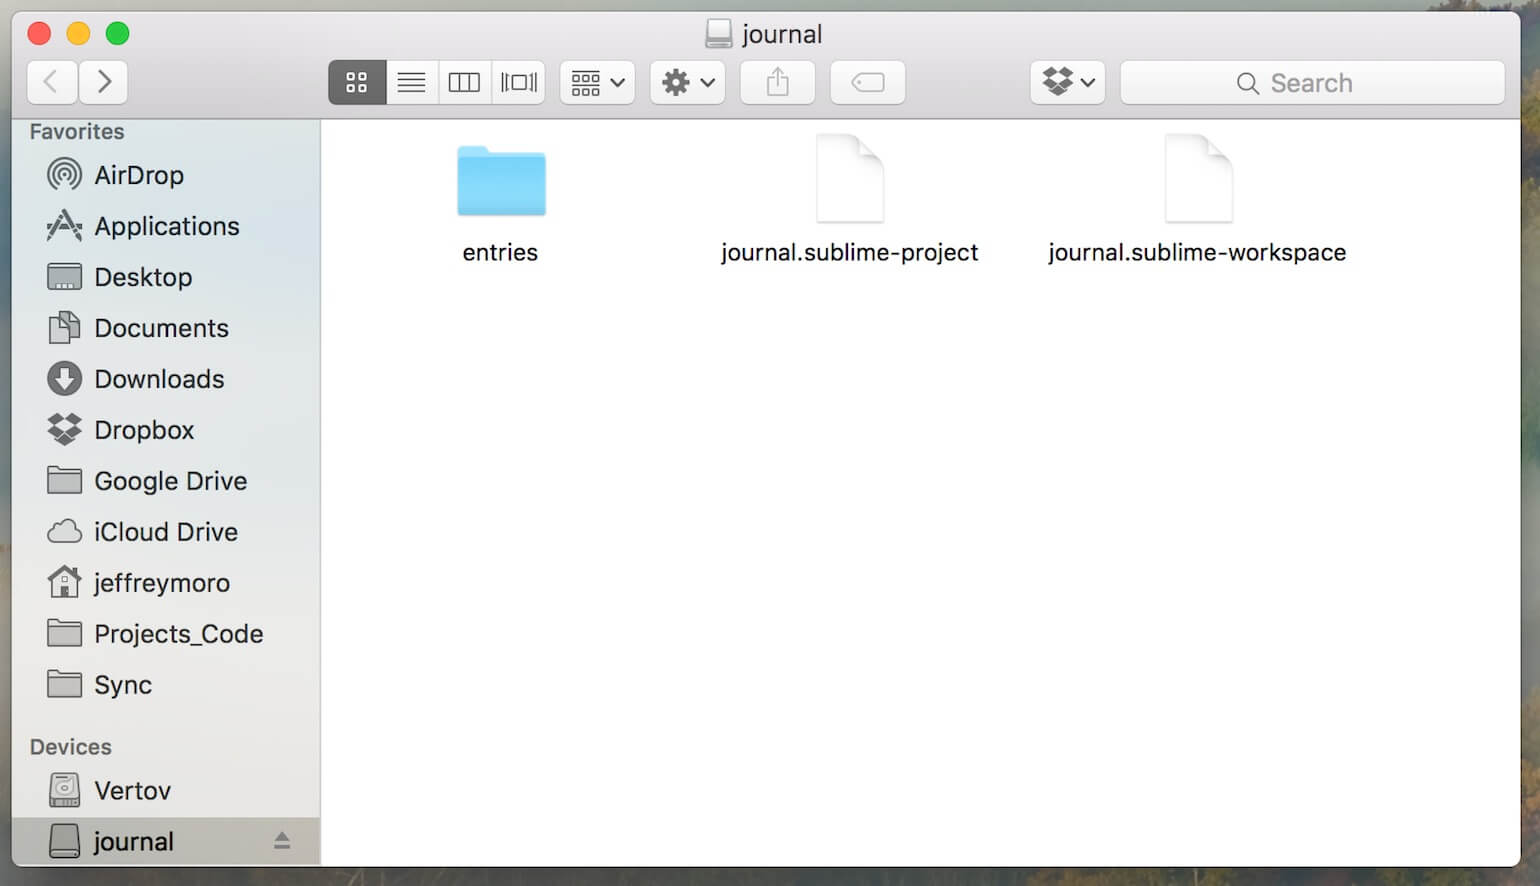 journal
Search
Favorites
AirDrop
Applications
Desktop
Documents
Downloads
Dropbox
Google Drive
iCloud Drive
jeffreymoro
Projects_Code
Sync
Devices
Vertov
journal
entries
journal.sublime-project
journal.sublime-workspace